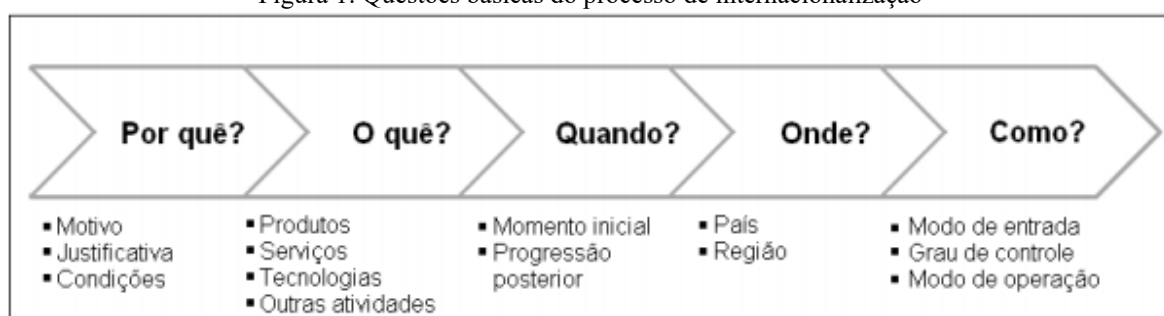 Figura 1: Questões básicas do processo de internacionalização
Por quê?
O quê?
Quando?
Onde?
Como?
▪ Motivo
▪ Justificativa
▪ Condições
▪ Produtos
▪ Serviços
▪ Tecnologias
▪ Outras atividades
▪ Momento inicial
▪ Progressão
posterior
▪ País
▪ Região
▪ Modo de entrada
▪ Grau de controle
▪ Modo de operação